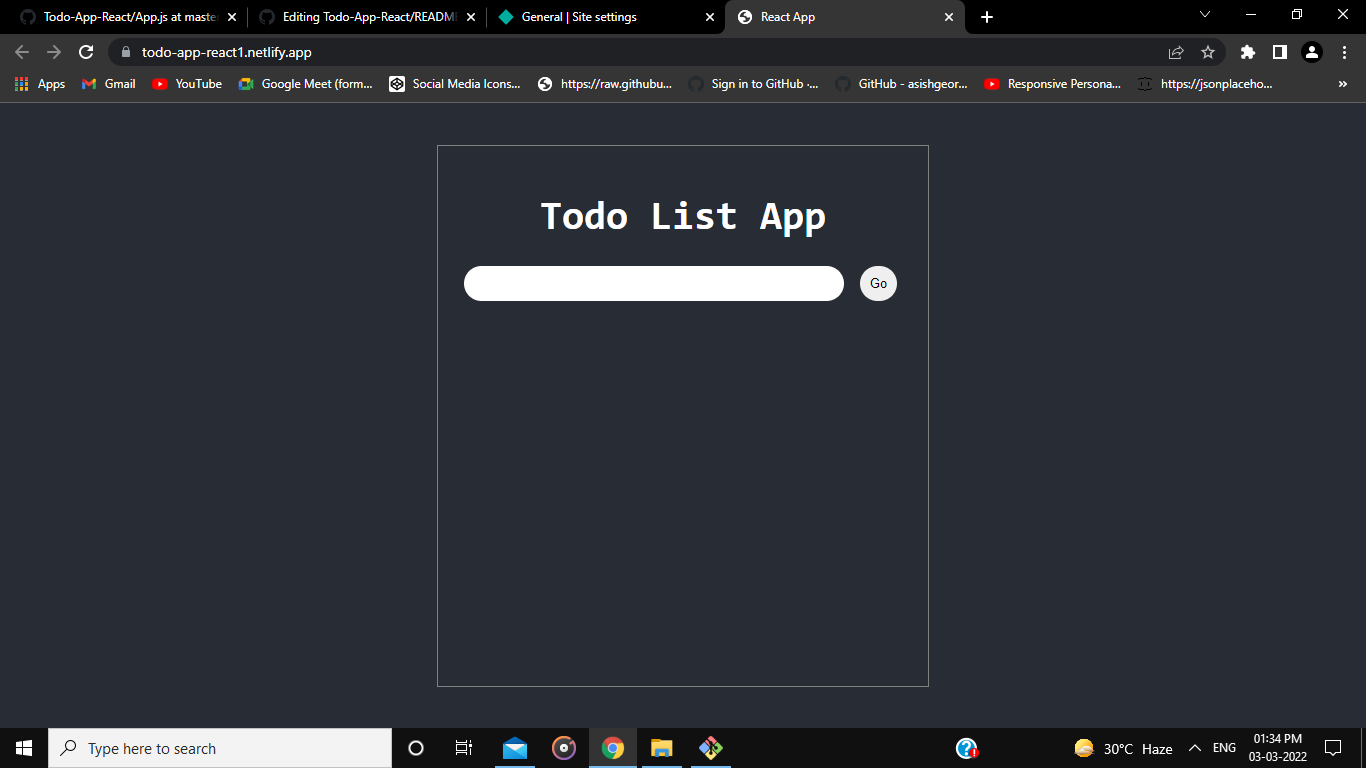 Todo-App-React/App.js at maste
Editing Todo-App-React/READM
General | Site settings
React App
todo-app-react1.netlify.app
Apps
Gmail
YouTube
Google Meet (form...
Social Media Icons...
https://raw.githubu...
Sign in to GitHub ·...
GitHub - asishgeor...
Responsive Persona...
https://jsonplaceho...
»
Todo List App
Go
Type here to search
30°C Haze
ENG
01:34 PM
03-03-2022